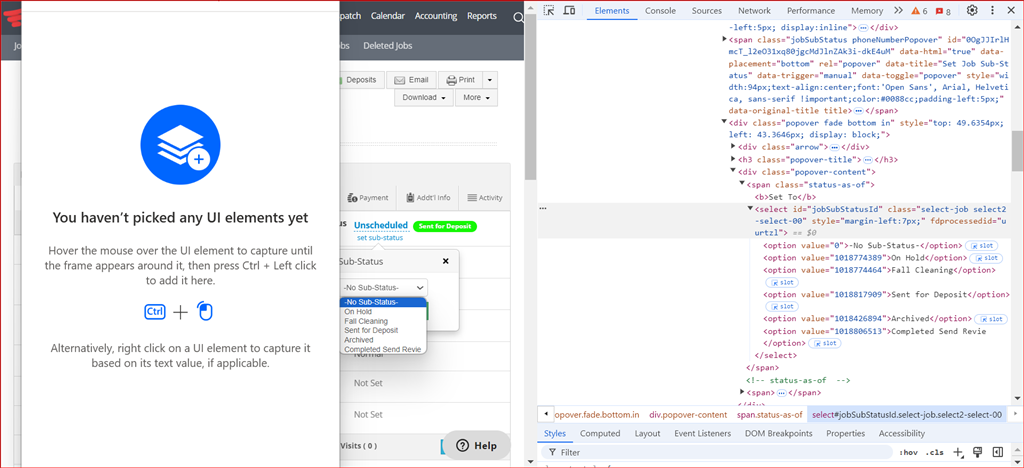 patch Calendar Accounting Reports
Jo
bs Deleted Jobs
Deposits Email Print
Download More
Payment Addt'l Info Activity
us Unscheduled Sent for Deposit
set sub-status
Sub-Status
-No Sub-Status-
-No Sub-Status-
On Hold
Fall Cleaning
Sent for Deposit
Archived
Completed Send Revie
Normal
Not Set
Not Set
Visits ( 0 )
Help
You haven't picked any UI elements yet
Hover the mouse over the UI element to capture until
the frame appears around it, then press Ctrl + Left click
to add it here.
Ctrl
Alternatively, right click on a UI element to capture it
based on its text value, if applicable.
Elements Console Sources Network Performance Memory 6 8
-left:5px; display:inline"> </div>
<span class="jobSubStatus phoneNumberPopover" id="0OgJJIrlH
mcT_l2eO31xq80jgcMdJlnZAk3i-dkE4uM" data-html="true" data-
placement="bottom" rel="popover" data-title="Set Job Sub-St
atus" data-trigger="manual" data-toggle="popover" style="wi
dth:94px;text-align:center;font:'Open Sans', Arial, Helveti
ca, sans-serif !important;color:#0088cc;padding-left:5px;"
data-original-title title> </span>
<div class="popover fade bottom in" style="top: 49.6354px;
left: 43.3646px; display: block;">
<div class="arrow"> </div>
<h3 class="popover-title"> </h3>
<div class="popover-content">
<span class="status-as-of">
<b>Set To</b>
<select id="jobSubStatusId" class="select-job select2
2-select-00" style="margin-left:7px;" fdprocessedid="u
urtzl"> == $0
<option value="0">-No Sub-Status-</option> slot
<option value="1018774389">On Hold</option> slot
<option value="1018774464">Fall Cleaning</option>
slot
<option value="1018817909">Sent for Deposit</option>
slot
<option value="1018426894">Archived</option> slot
<option value="1018806513">Completed Send Revie
</option> slot
</select>
</span>
<!-- status-as-of -->
<span> </span>
</div>
opover.fade.bottom.in div.popover-content span.status-as-of select#jobSubStatusId.select-job.select2-select-00
Styles Computed Layout Event Listeners DOM Breakpoints Properties Accessibility
Filter :hov .cls